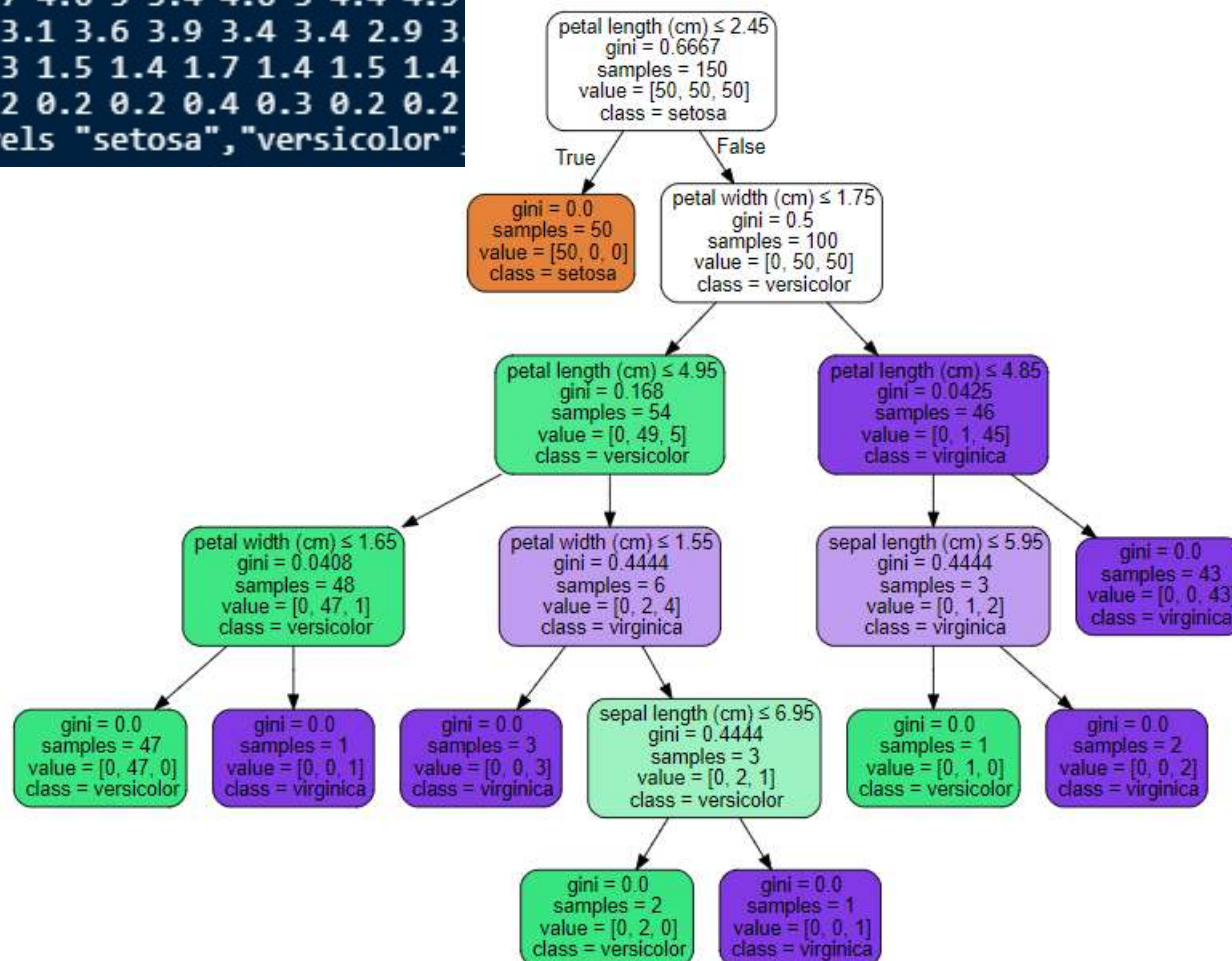 3.1 3.6 3.9 3.4 3.4 2.9
3 1.5 1.4 1.7 1.4 1.5 1.4
2 0.2 0.2 0.4 0.3 0.2 0.2
els "setosa","versicolor",
petal length (cm) ≤ 2.45
gini = 0.6667
samples = 150
value = [50, 50, 50]
class = setosa
True
False
gini = 0.0
samples = 50
value = [50, 0, 0]
class = setosa
petal width (cm) ≤ 1.75
gini = 0.5
samples = 100
value = [0, 50, 50]
class = versicolor
petal length (cm) ≤ 4.95
gini = 0.168
samples = 54
value = [0, 49, 5]
class = versicolor
petal length (cm) ≤ 4.85
gini = 0.0425
samples = 46
value = [0, 1, 45]
class = virginica
petal width (cm) ≤ 1.65
gini = 0.0408
samples = 48
value = [0, 47, 1]
class = versicolor
petal width (cm) ≤ 1.55
gini = 0.4444
samples = 6
value = [0, 2, 4]
class = virginica
sepal length (cm) ≤ 5.95
gini = 0.4444
samples = 3
value = [0, 1, 2]
class = virginica
gini = 0.0
samples = 43
value = [0, 0, 43]
class = virginica
gini = 0.0
samples = 47
value = [0, 47, 0]
class = versicolor
gini = 0.0
samples = 1
value = [0, 0, 1]
class = virginica
gini = 0.0
samples = 3
value = [0, 0, 3]
class = virginica
sepal length (cm) ≤ 6.95
gini = 0.4444
samples = 3
value = [0, 2, 1]
class = versicolor
gini = 0.0
samples = 1
value = [0, 1, 0]
class = versicolor
gini = 0.0
samples = 2
value = [0, 0, 2]
class = virginica
gini = 0.0
samples = 2
value = [0, 2, 0]
class = versicolor
gini = 0.0
samples = 1
value = [0, 0, 1]
class = virginica